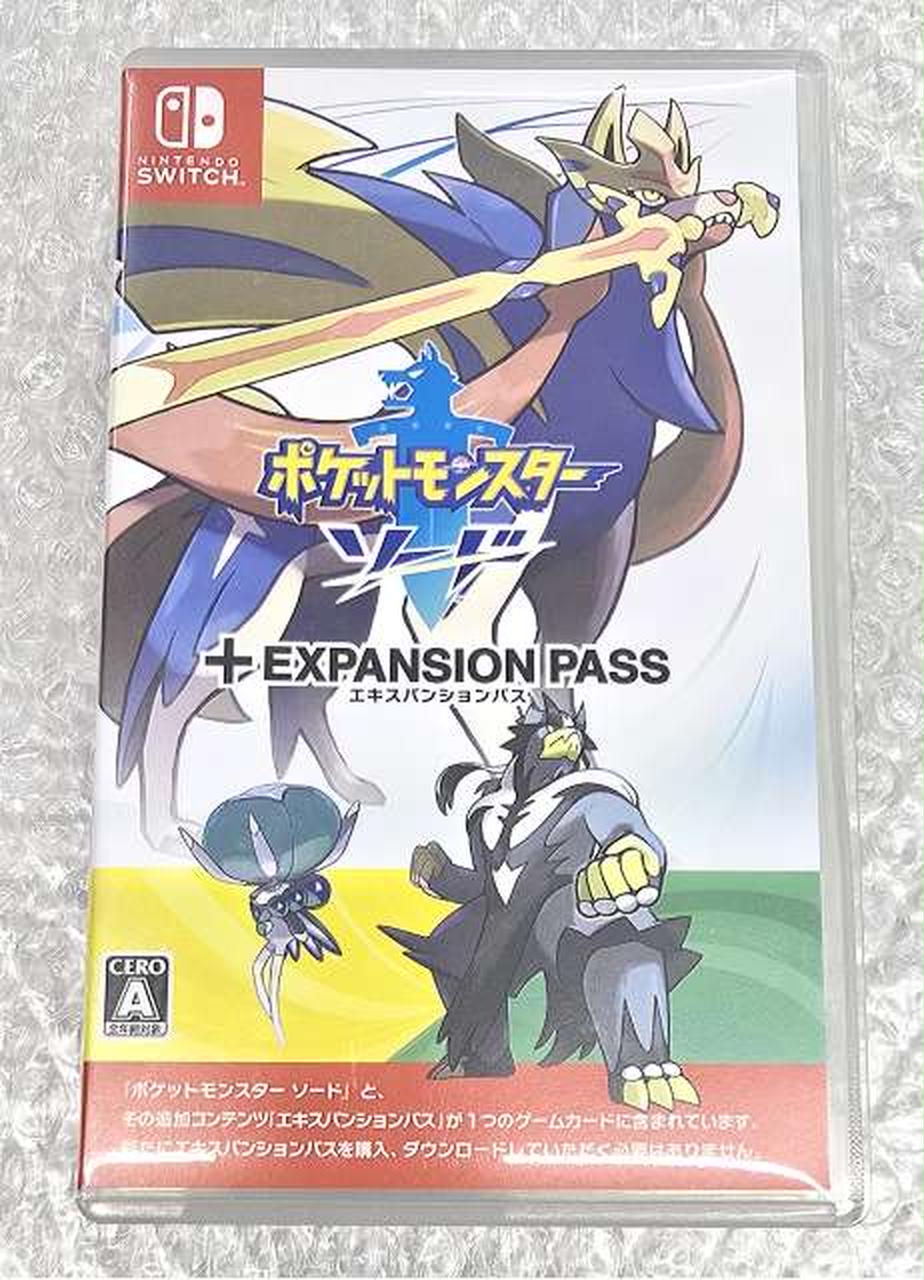 NINTENDO
SWITCH
ポケットモンスター
ソード
+EXPANSION PASS
エキスパンションパス
CERO
A
全年齢対象
『ポケットモンスター ソード』と、
その追加コンテンツ「エキスパンションパス」が1つのゲームカードに含まれています。
新たにエキスパンションパスを購入、ダウンロードしていただく必要はありません。